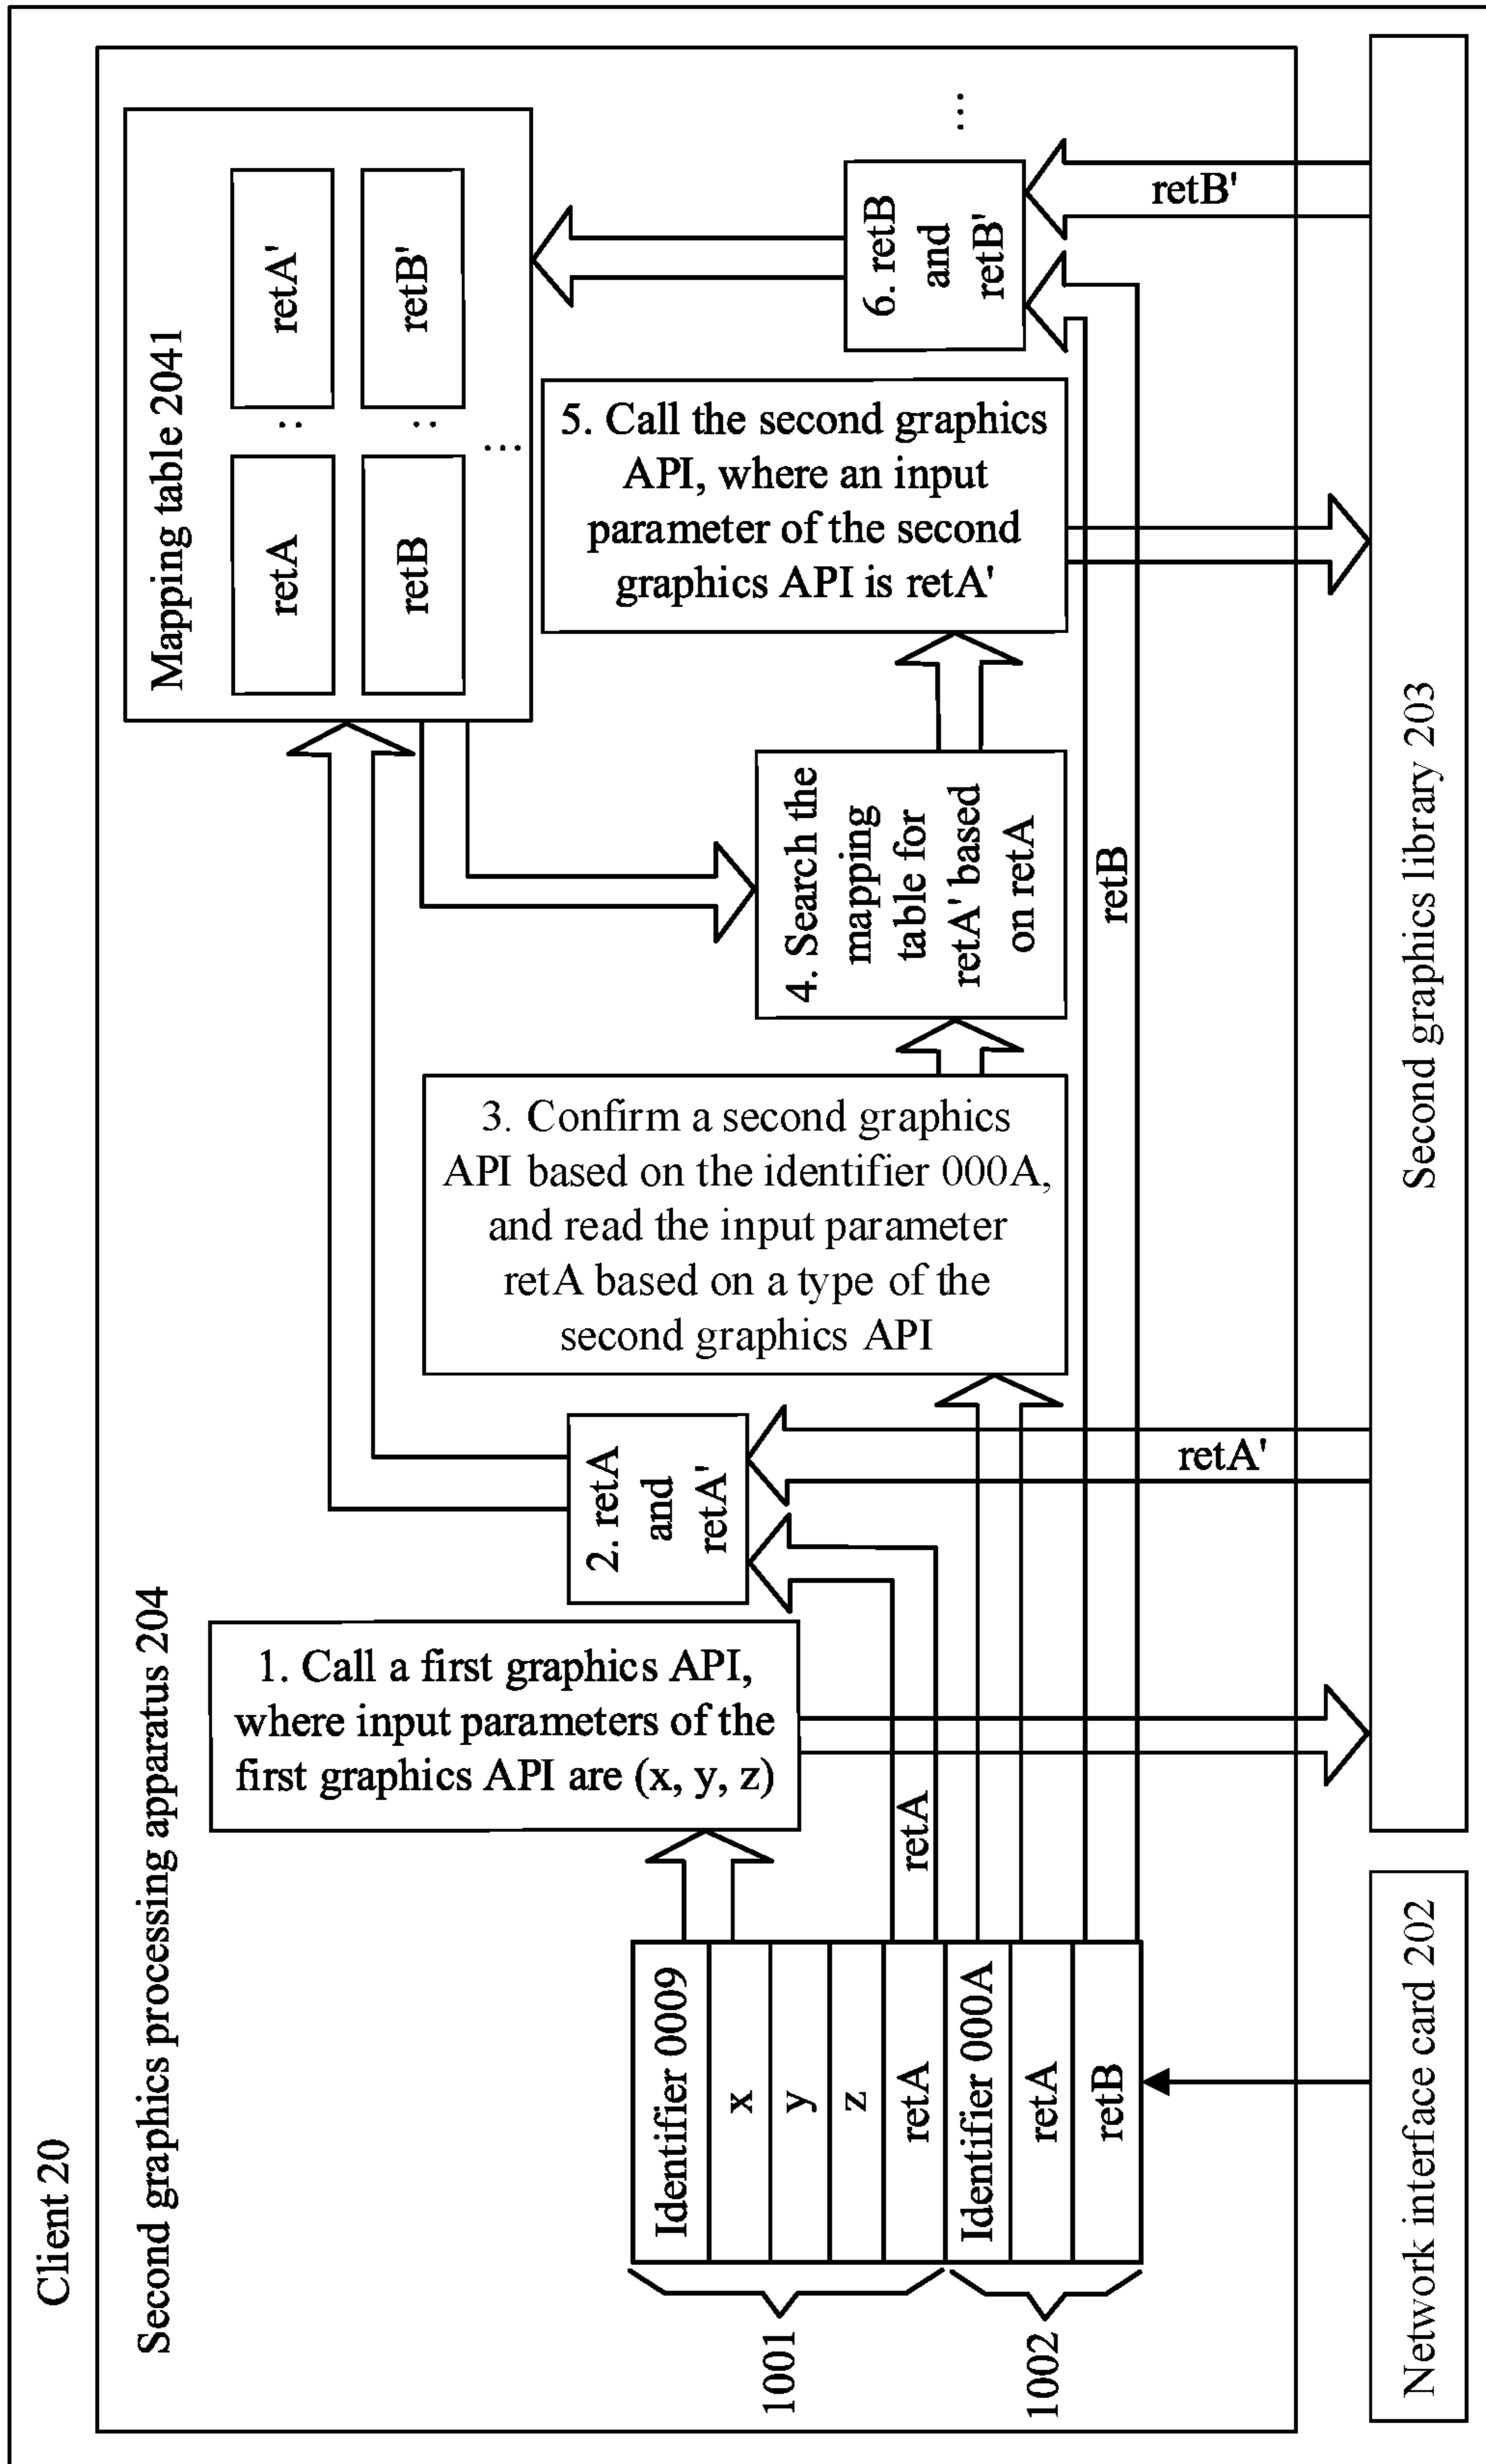 Client 20
Second graphics processing apparatus 204
Mapping table 2041
retA
:
retA'
retB
:
retB'
...
1. Call a first graphics API,
where input parameters of the
first graphics API are (x, y, z)
2. retA
and
retA'
3. Confirm a second graphics
API based on the identifier 000A,
and read the input parameter
retA based on a type of the
second graphics API
4. Search the
mapping
table for
retA' based
on retA
5. Call the second graphics
API, where an input
parameter of the second
graphics API is retA'
6. retB
and
retB'
...
1001
Identifier 0009
x
y
z
retA
1002
Identifier 000A
retA
retB
retA
retB
retA'
retB'
Network interface card 202
Second graphics library 203